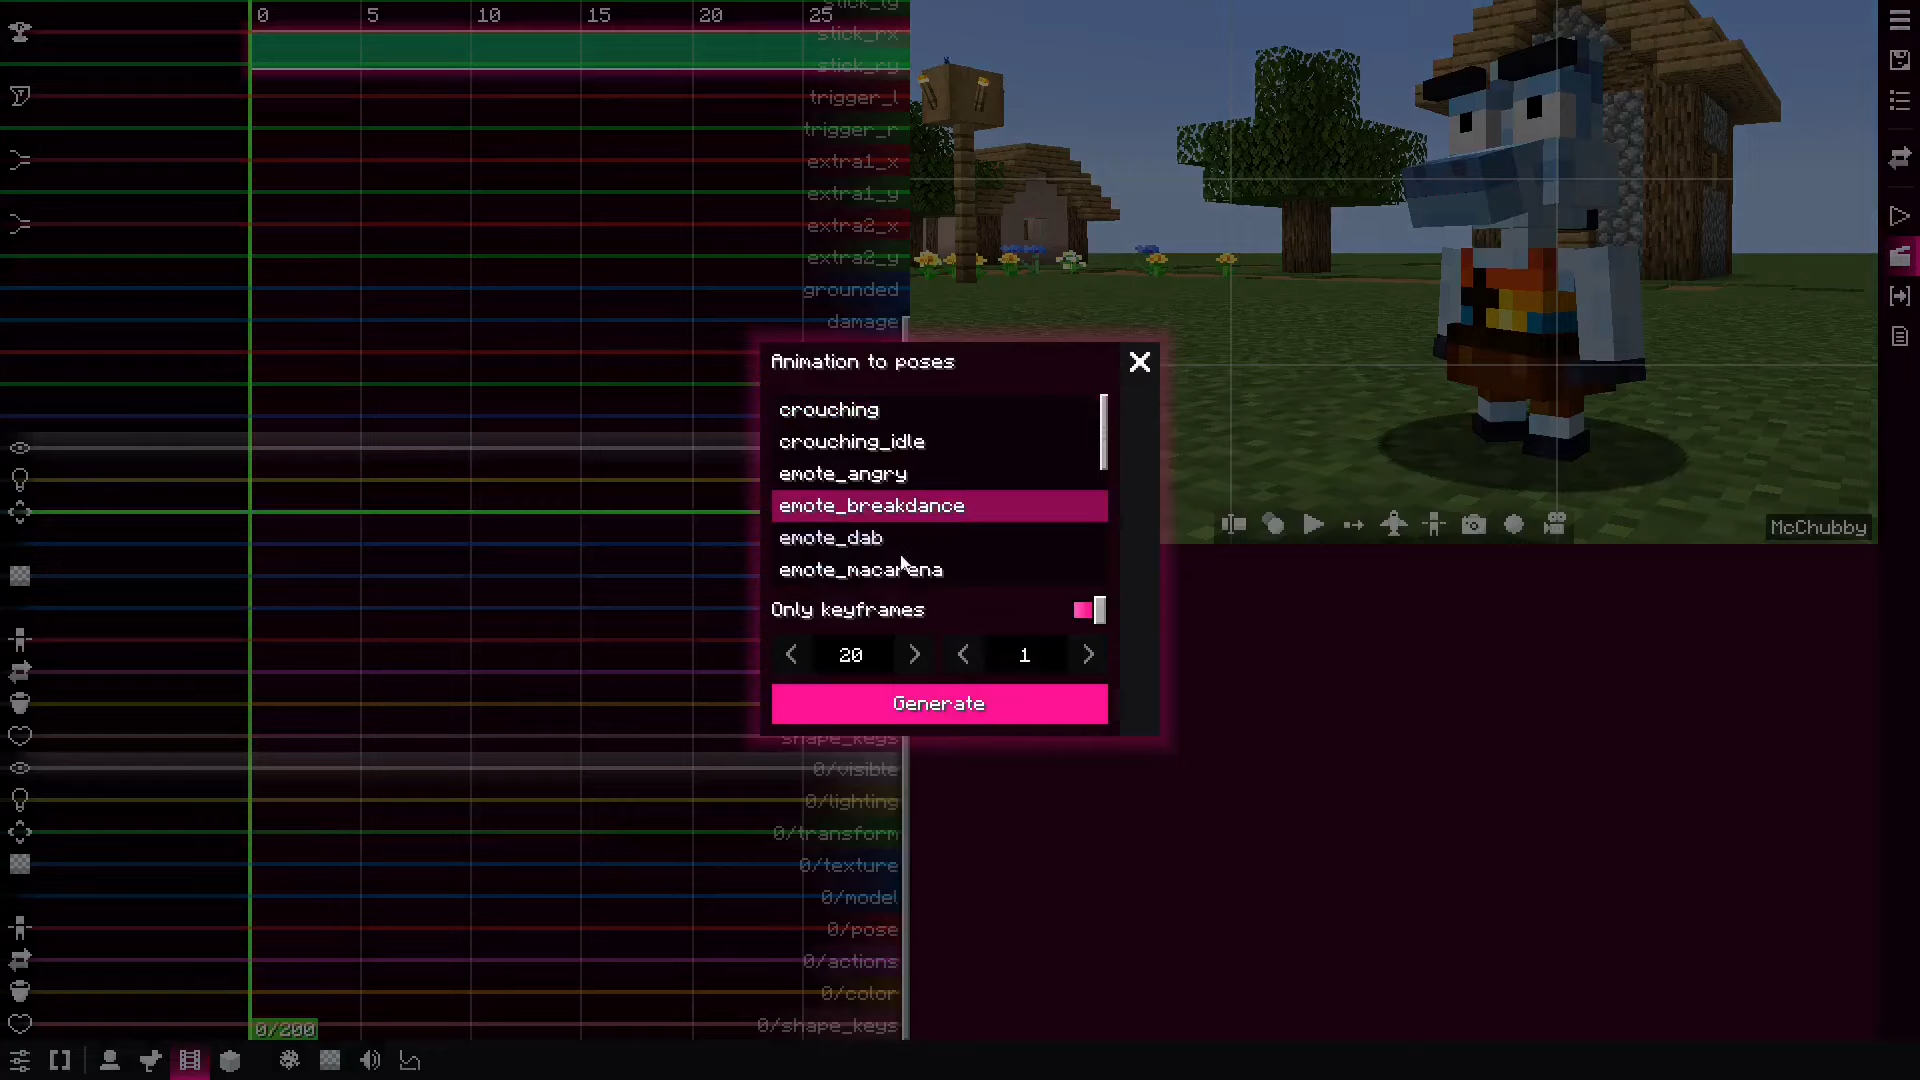 0 5 10 15 20 25
stick_ly
stick_rx
stick_ry
trigger_l
trigger_r
extra1_x
extra1_y
extra2_x
extra2_y
grounded
damage
Animation to poses
crouching
crouching_idle
emote_angry
emote_breakdance
emote_dab
emote_macarena
Only keyframes
20 1
Generate
McChubby
shape_keys
0/visible
0/lighting
0/transform
0/texture
0/model
0/pose
0/actions
0/color
0/shape_keys
0/200